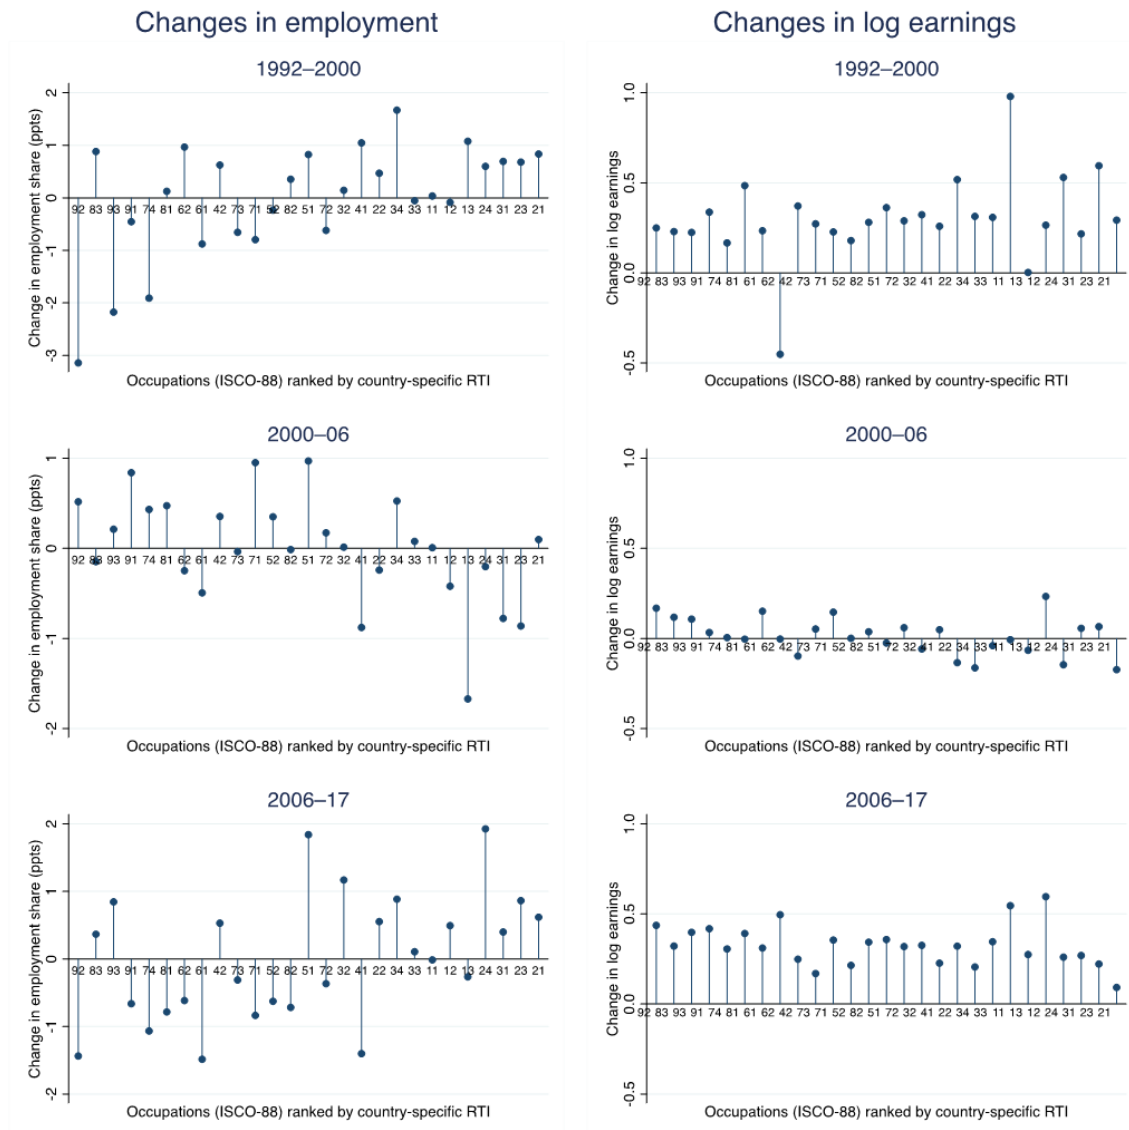 Changes in employment
Changes in log earnings
1992–2000
Change in employment share (ppts)
2
1
0
-1
-2
-3
92 83 93 91 74 81 62 61 42 73 71 52 82 51 72 32 41 22 34 33 11 12 13 24 31 23 21
Occupations (ISCO-88) ranked by country-specific RTI
1992–2000
Change in log earnings
1.0
0.5
0.0
-0.5
92 83 93 91 74 81 61 62 42 73 71 52 82 51 72 32 41 22 34 33 11 13 12 24 31 23 21
Occupations (ISCO-88) ranked by country-specific RTI
2000–06
Change in employment share (ppts)
1
0
-1
-2
92 83 93 91 74 81 62 61 42 73 71 52 82 51 72 32 41 22 34 33 11 12 13 24 31 23 21
Occupations (ISCO-88) ranked by country-specific RTI
2000–06
Change in log earnings
1.0
0.5
0.0
-0.5
92 83 93 91 74 81 61 62 42 73 71 52 82 51 72 32 41 22 34 33 11 13 12 24 31 23 21
Occupations (ISCO-88) ranked by country-specific RTI
2006–17
Change in employment share (ppts)
2
1
0
-1
-2
92 83 93 91 74 81 62 61 42 73 71 52 82 51 72 32 41 22 34 33 11 12 13 24 31 23 21
Occupations (ISCO-88) ranked by country-specific RTI
2006–17
Change in log earnings
1.0
0.5
0.0
-0.5
92 83 93 91 74 81 61 62 42 73 71 52 82 51 72 32 41 22 34 33 11 13 12 24 31 23 21
Occupations (ISCO-88) ranked by country-specific RTI